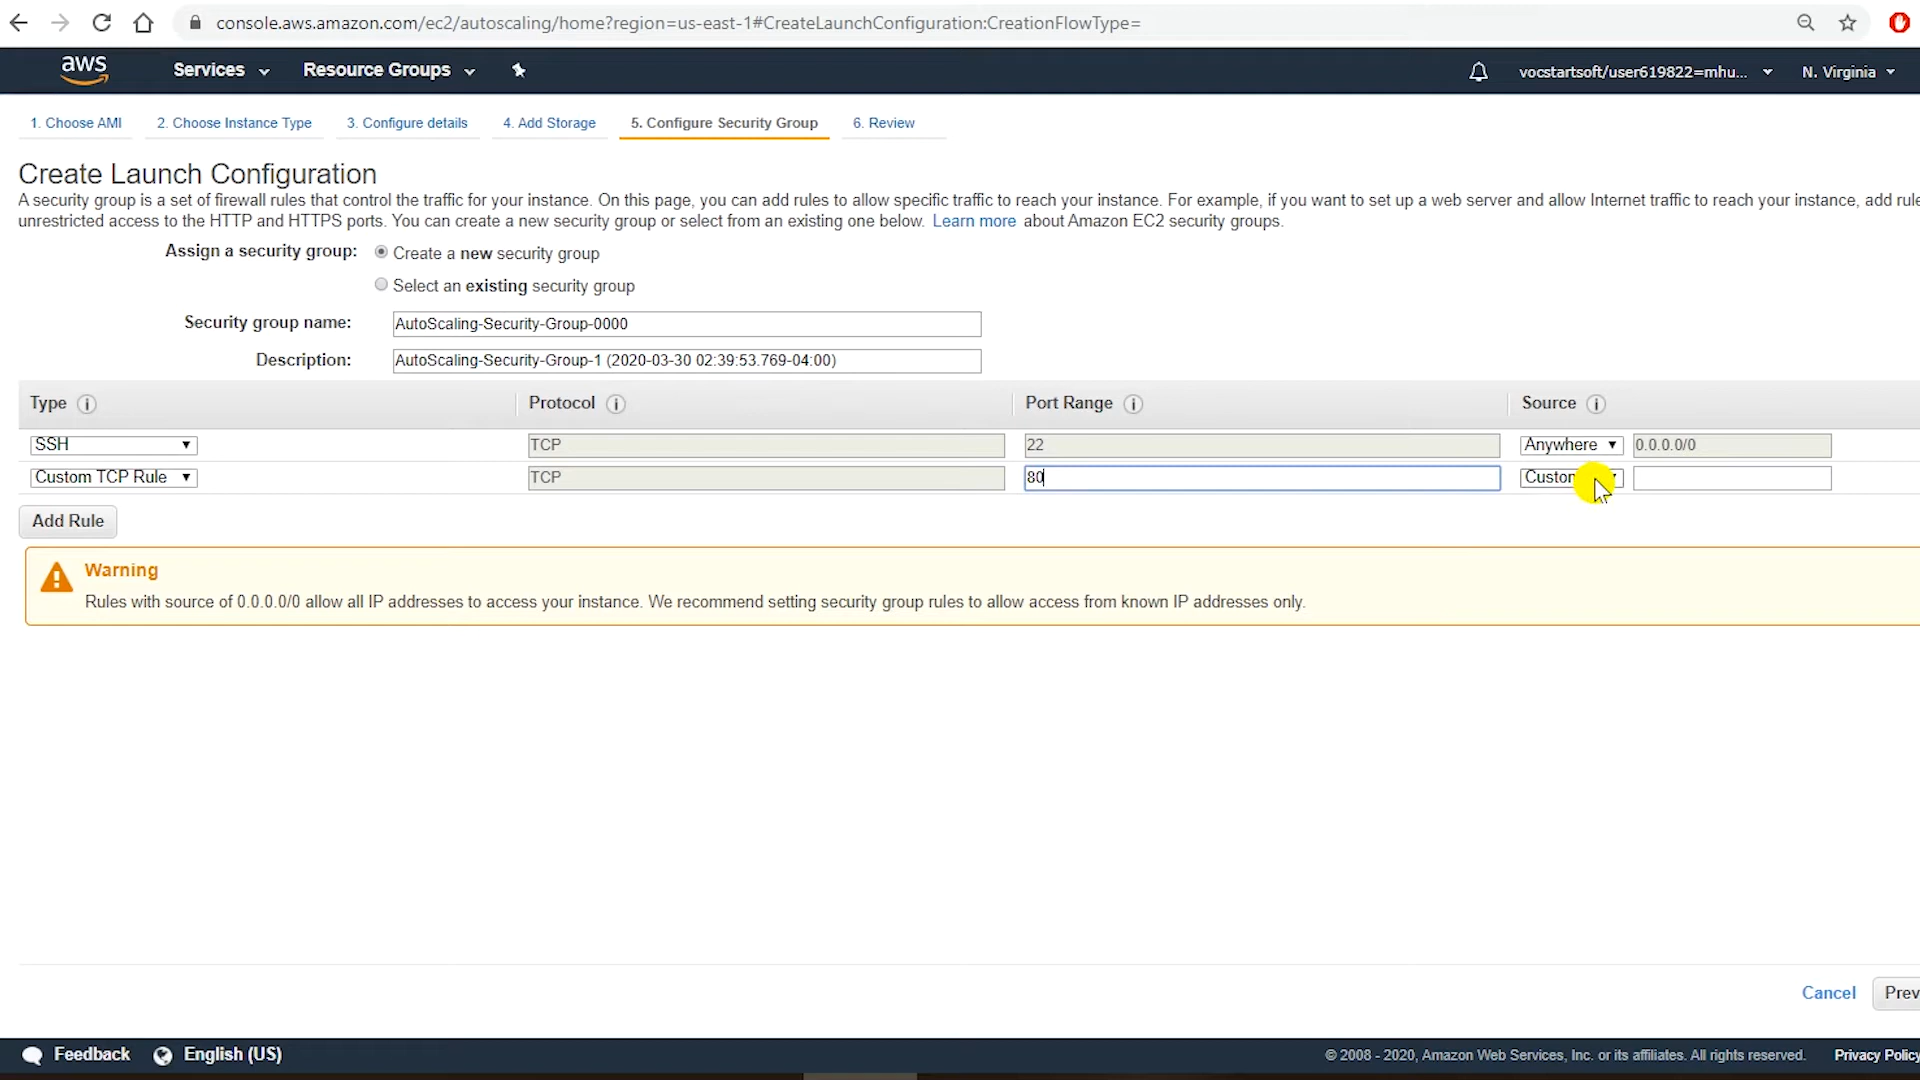 console.aws.amazon.com/ec2/autoscaling/home?region=us-east-1#CreateLaunchConfiguration:CreationFlowType=
aws Services Resource Groups vocstartsoft/user619822=mhu... N. Virginia
1. Choose AMI 2. Choose Instance Type 3. Configure details 4. Add Storage 5. Configure Security Group 6. Review
Create Launch Configuration
A security group is a set of firewall rules that control the traffic for your instance. On this page, you can add rules to allow specific traffic to reach your instance. For example, if you want to set up a web server and allow Internet traffic to reach your instance, add rule
unrestricted access to the HTTP and HTTPS ports. You can create a new security group or select from an existing one below. Learn more about Amazon EC2 security groups.
Assign a security group: Create a new security group
Select an existing security group
Security group name: AutoScaling-Security-Group-0000
Description: AutoScaling-Security-Group-1 (2020-03-30 02:39:53.769-04:00)
Type Protocol Port Range Source
SSH TCP 22 Anywhere 0.0.0.0/0
Custom TCP Rule TCP 80 Custom
Add Rule
Warning
Rules with source of 0.0.0.0/0 allow all IP addresses to access your instance. We recommend setting security group rules to allow access from known IP addresses only.
Cancel Prev
Feedback English (US) © 2008 - 2020, Amazon Web Services, Inc. or its affiliates. All rights reserved. Privacy Policy